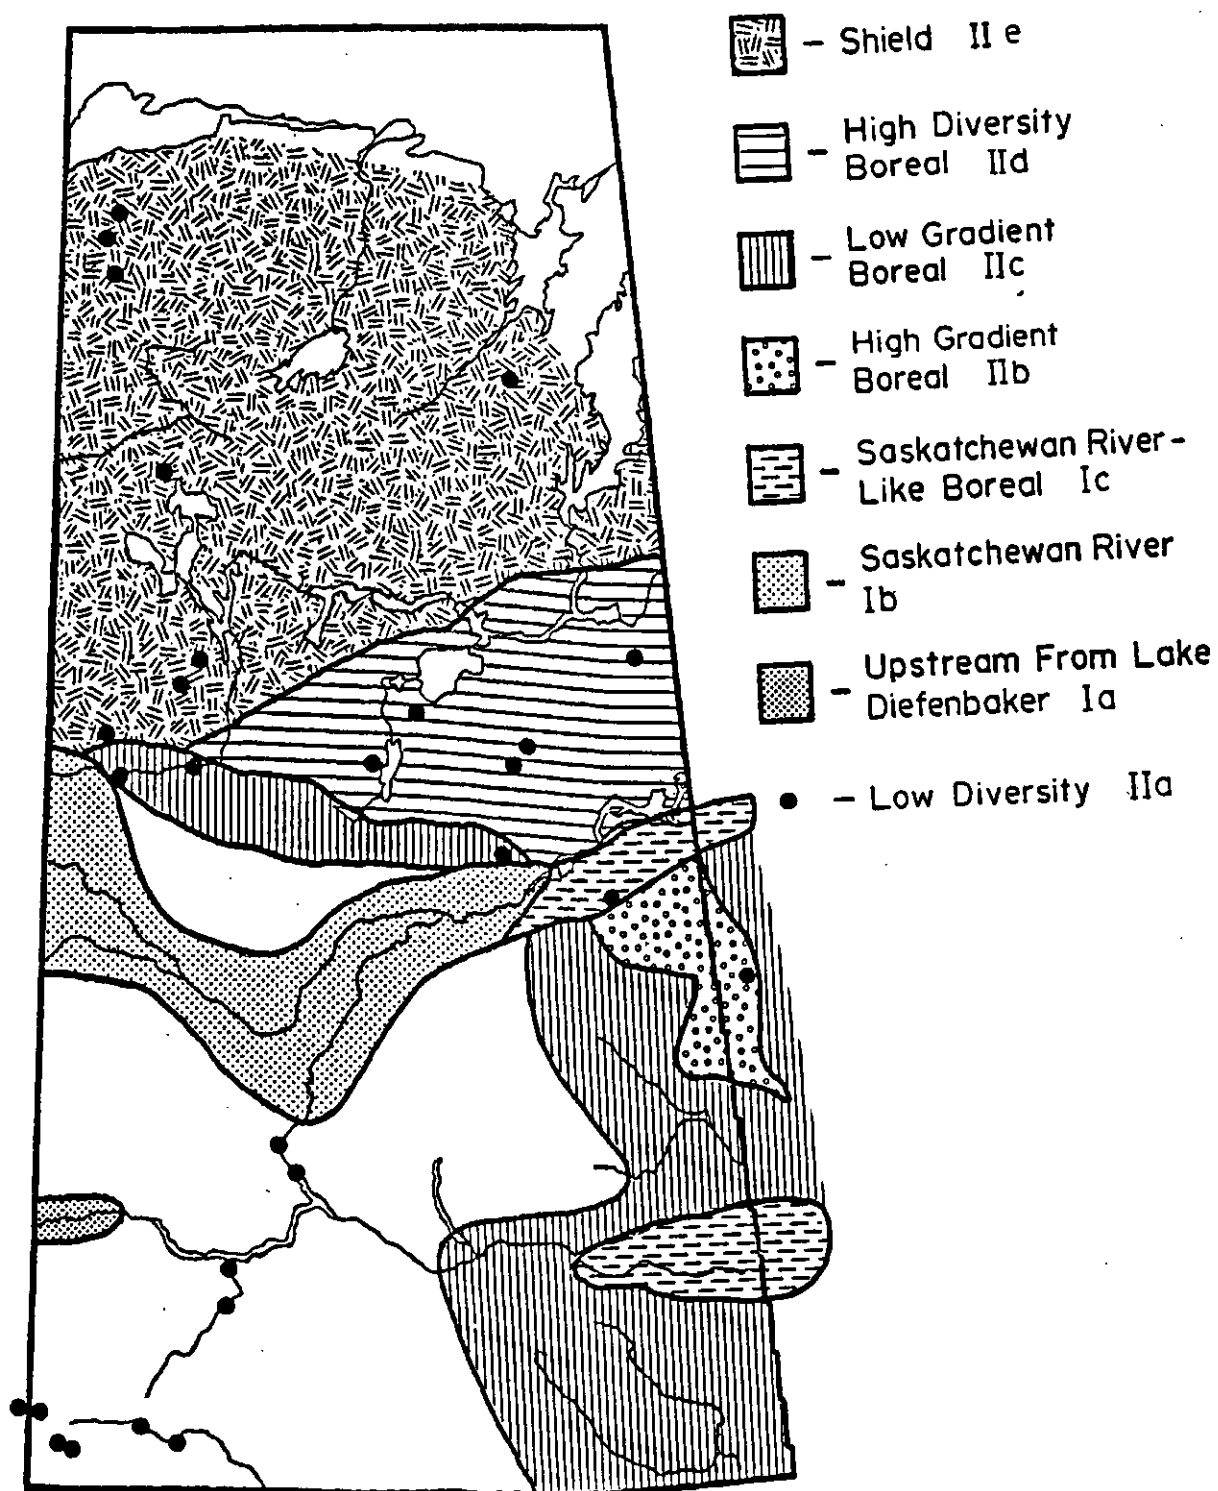 – Shield II e
– High Diversity
Boreal IId
– Low Gradient
Boreal IIc
– High Gradient
Boreal IIb
– Saskatchewan River-
Like Boreal Ic
– Saskatchewan River
Ib
– Upstream From Lake
Diefenbaker Ia
– Low Diversity IIa